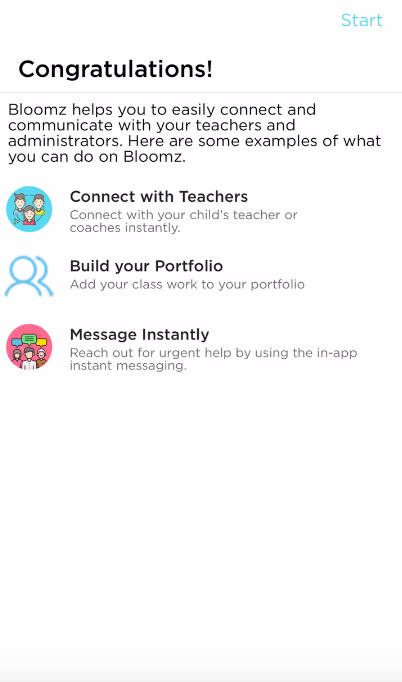 Start
Congratulations!
Bloomz helps you to easily connect and
communicate with your teachers and
administrators. Here are some examples of what
you can do on Bloomz.
Connect with Teachers
Connect with your child's teacher or
coaches instantly.
Build your Portfolio
Add your class work to your portfolio
Message Instantly
Reach out for urgent help by using the in-app
instant messaging.